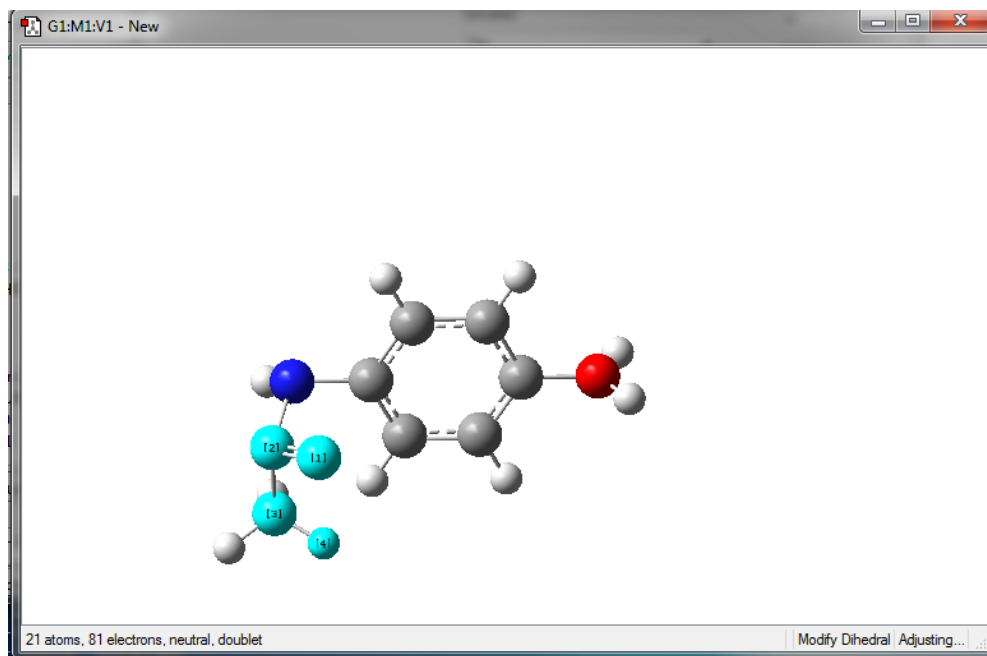 G1:M1:V1 - New
[2]
[1]
[3]
[4]
21 atoms, 81 electrons, neutral, doublet
Modify Dihedral
Adjusting...